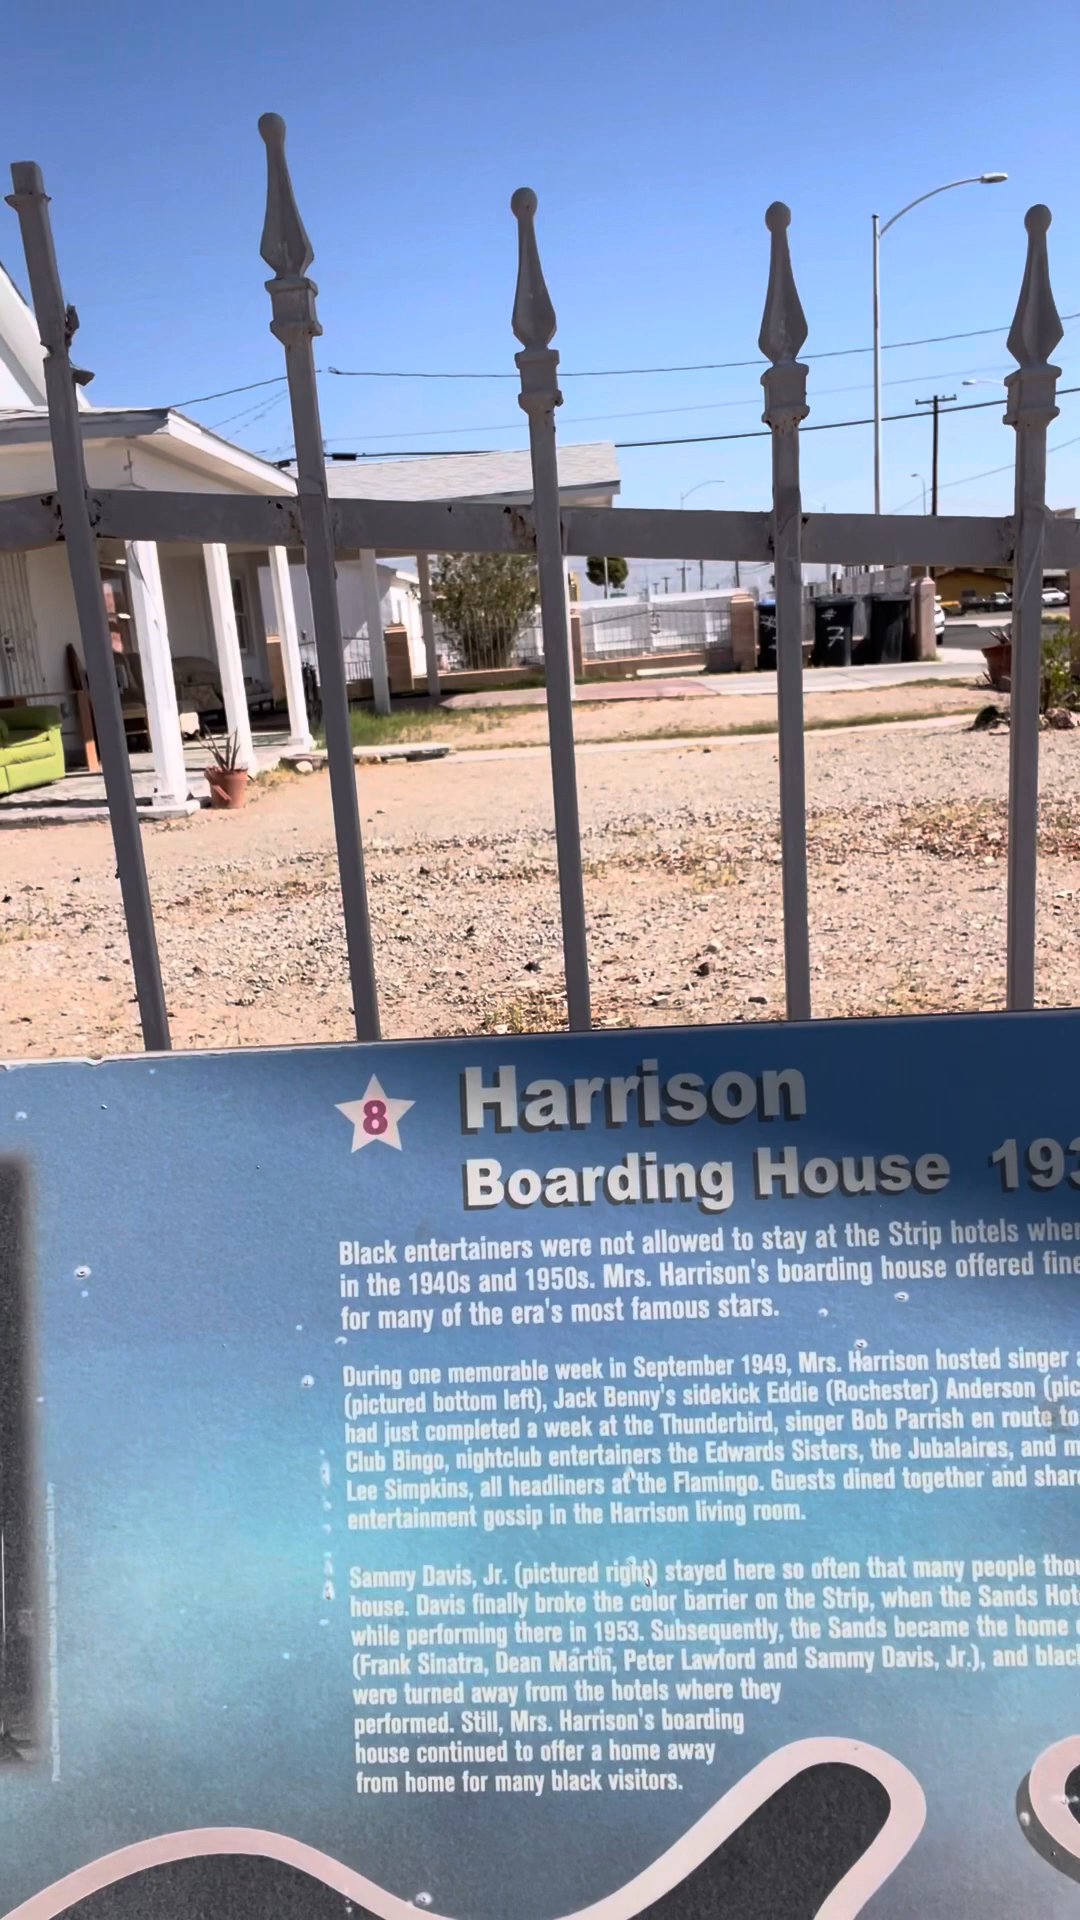 8
Harrison
Boarding House 193
Black entertainers were not allowed to stay at the Strip hotels
in the 1940s and 1950s. Mrs. Harrison's boarding house offered
for many of the era's most famous stars.
During one memorable week in September 1949, Mrs. Harrison hosted singer
(pictured bottom left), Jack Benny's sidekick Eddie (Rochester) Anderson
had just completed a week at the Thunderbird, singer Bob Parrish en route to
Club Bingo, nightclub entertainers the Edwards Sisters, the Jubalaires, and
Lee Simpkins, all headliners at the Flamingo. Guests dined together and
entertainment gossip in the Harrison living room.
Sammy Davis, Jr. (pictured right) stayed here so often that many people
house. Davis finally broke the color barrier on the Strip, when the Sands
while performing there in 1953. Subsequently, the Sands became the home
(Frank Sinatra, Dean Martin, Peter Lawford and Sammy Davis, Jr.), and
were turned away from the hotels where they
performed. Still, Mrs. Harrison's boarding
house continued to offer a home away
from home for many black visitors.
7